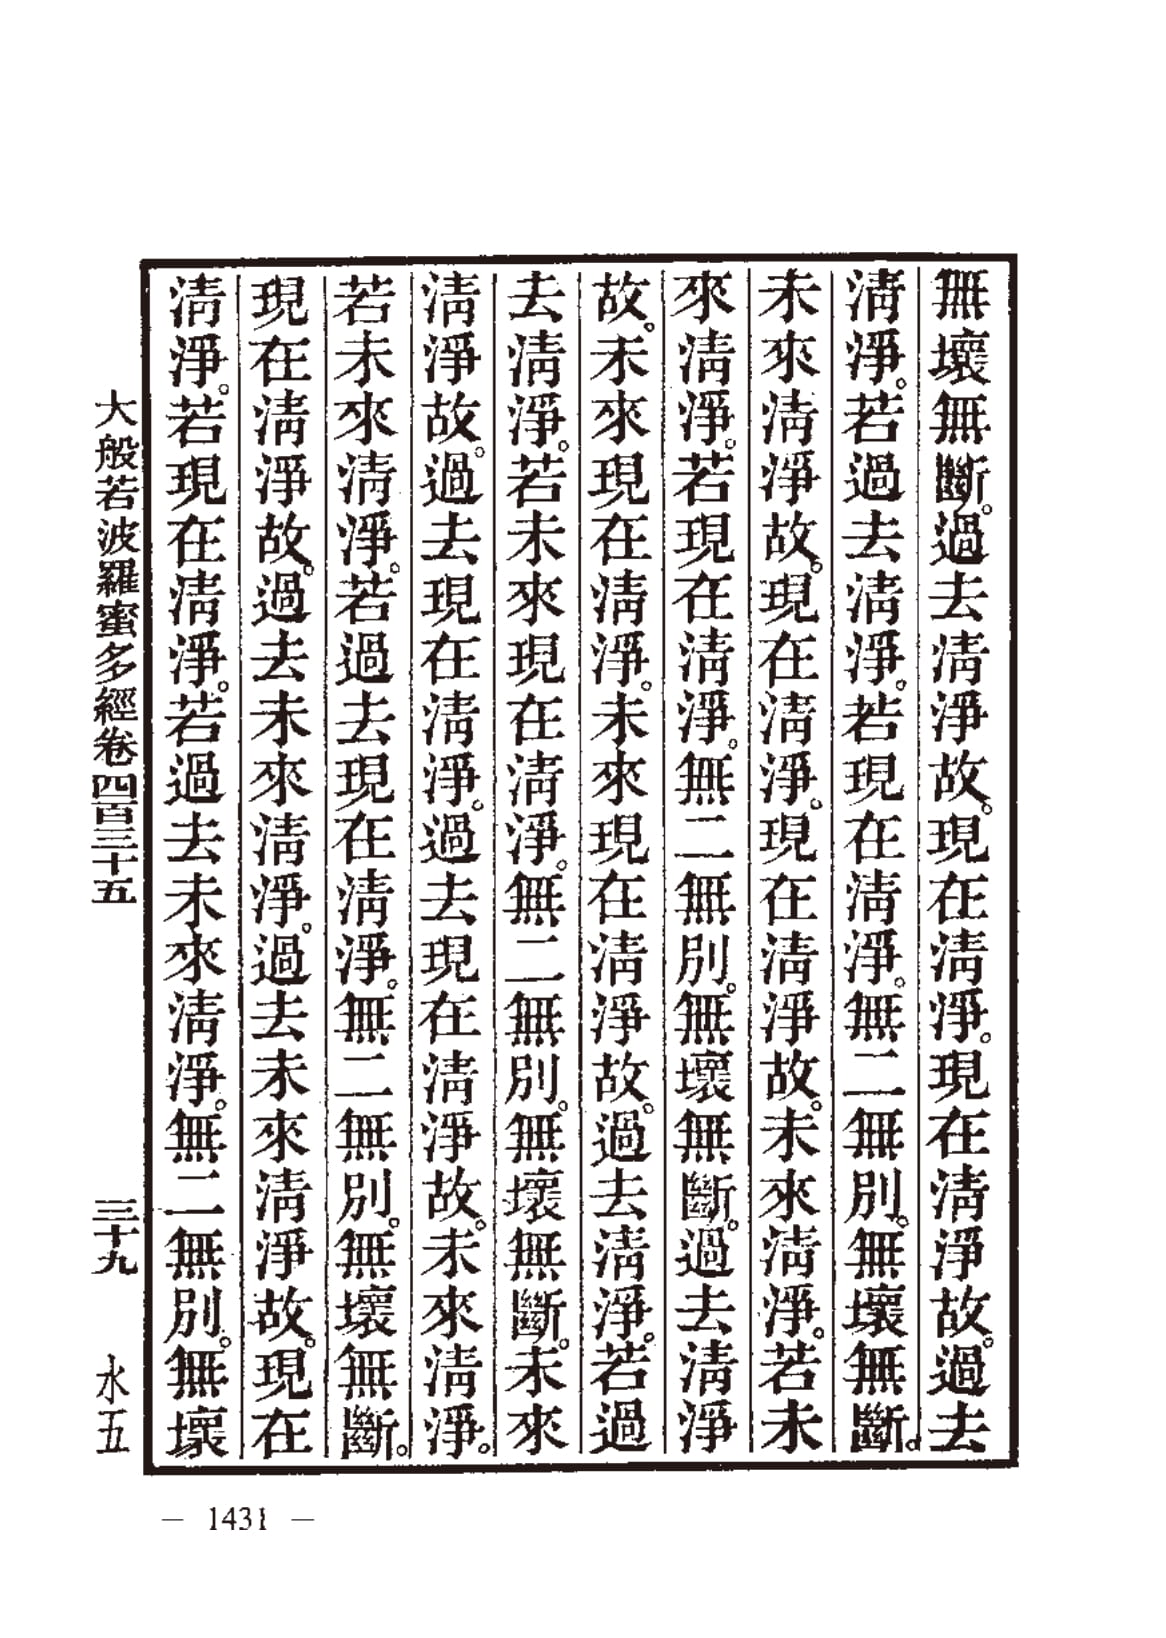 無壞無斷。過去清淨故。現在清淨。現在清淨故。過去
清淨。若過去清淨。若現在清淨。無二無別。無壞無斷。
未來清淨故。現在清淨。現在清淨故。未來清淨。若未
來清淨。若現在清淨。無二無別。無壞無斷。過去清淨
故。未來現在清淨。未來現在清淨故。過去清淨。若過
去清淨。若未來現在清淨。無二無別。無壞無斷。未來
清淨故。過去現在清淨。過去現在清淨故。未來清淨。
若未來清淨。若過去現在清淨。無二無別。無壞無斷。
現在清淨故。過去未來清淨。過去未來清淨故。現在
清淨。若現在清淨。若過去未來清淨。無二無別。無壞
大般若波羅蜜多經卷四百三十五 三十九 水五
— 1431 —